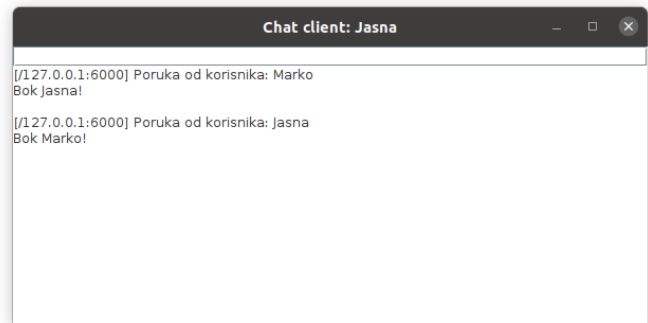 Chat client: Jasna
[/127.0.0.1:6000] Poruka od korisnika: Marko
Bok Jasna!
[/127.0.0.1:6000] Poruka od korisnika: Jasna
Bok Marko!